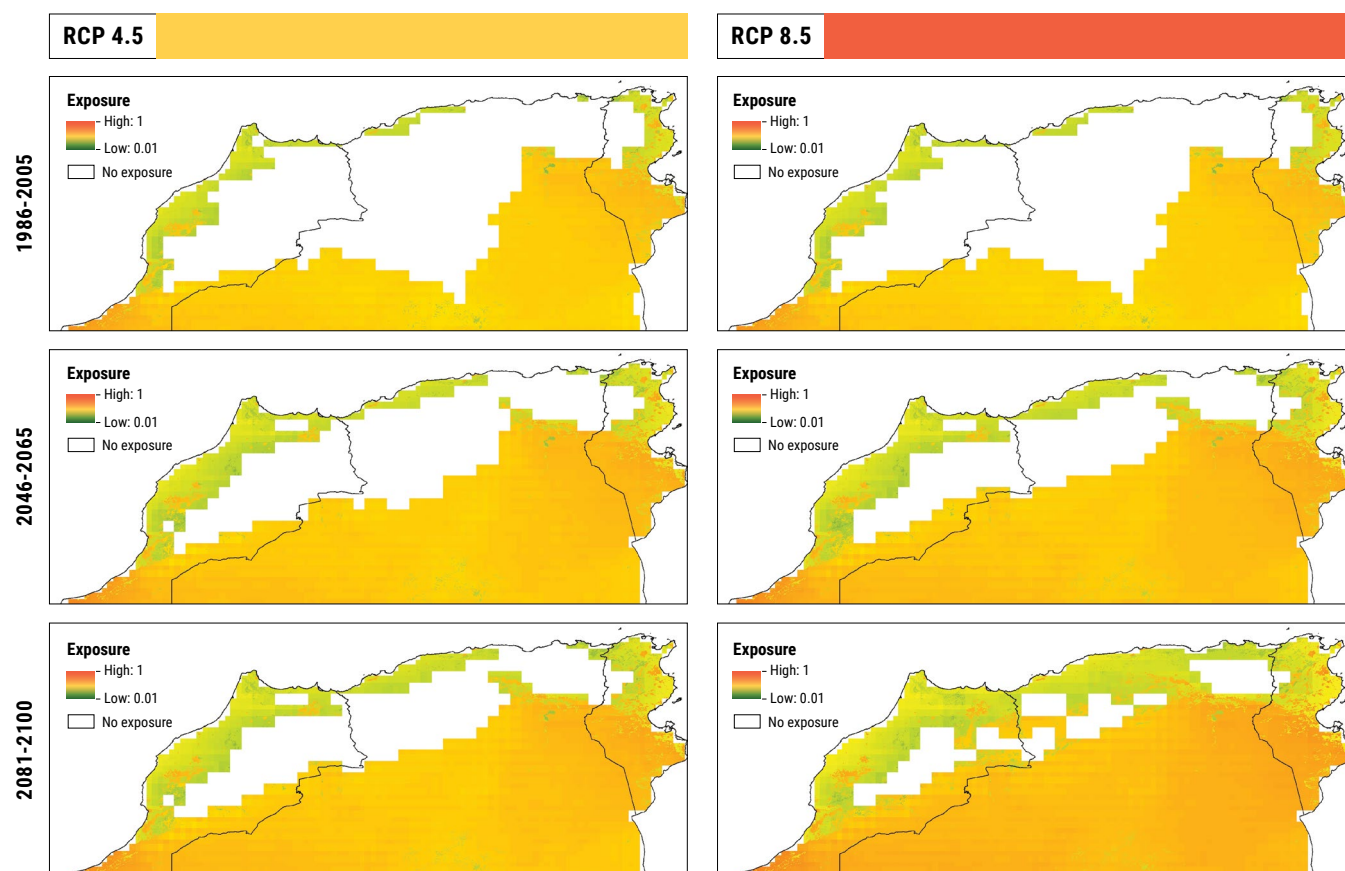 RCP 4.5
RCP 8.5
1986-2005
Exposure
High: 1
Low: 0.01
No exposure
Exposure
High: 1
Low: 0.01
No exposure
2046-2065
Exposure
High: 1
Low: 0.01
No exposure
Exposure
High: 1
Low: 0.01
No exposure
2081-2100
Exposure
High: 1
Low: 0.01
No exposure
Exposure
High: 1
Low: 0.01
No exposure